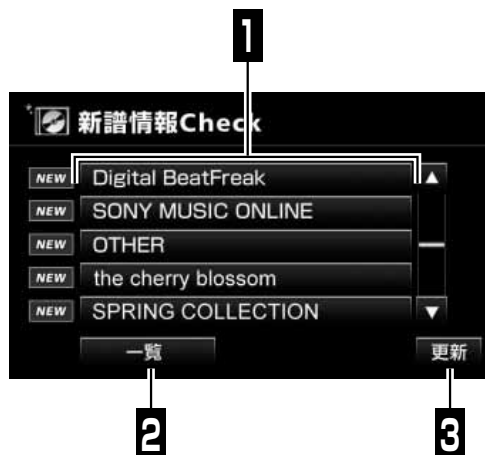 1
新譜情報Check
NEW Digital BeatFreak
NEW SONY MUSIC ONLINE
NEW OTHER
NEW the cherry blossom
NEW SPRING COLLECTION
一覧 更新
2 3